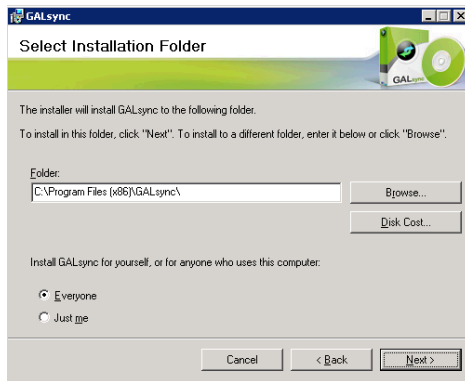 GALsync
Select Installation Folder
GALsync
The installer will install GALsync to the following folder.
To install in this folder, click "Next". To install to a different folder, enter it below or click "Browse".
Folder:
C:\Program Files (x86)\GALsync\
Browse...
Disk Cost...
Install GALsync for yourself, or for anyone who uses this computer:
Everyone
Just me
Cancel
< Back
Next >